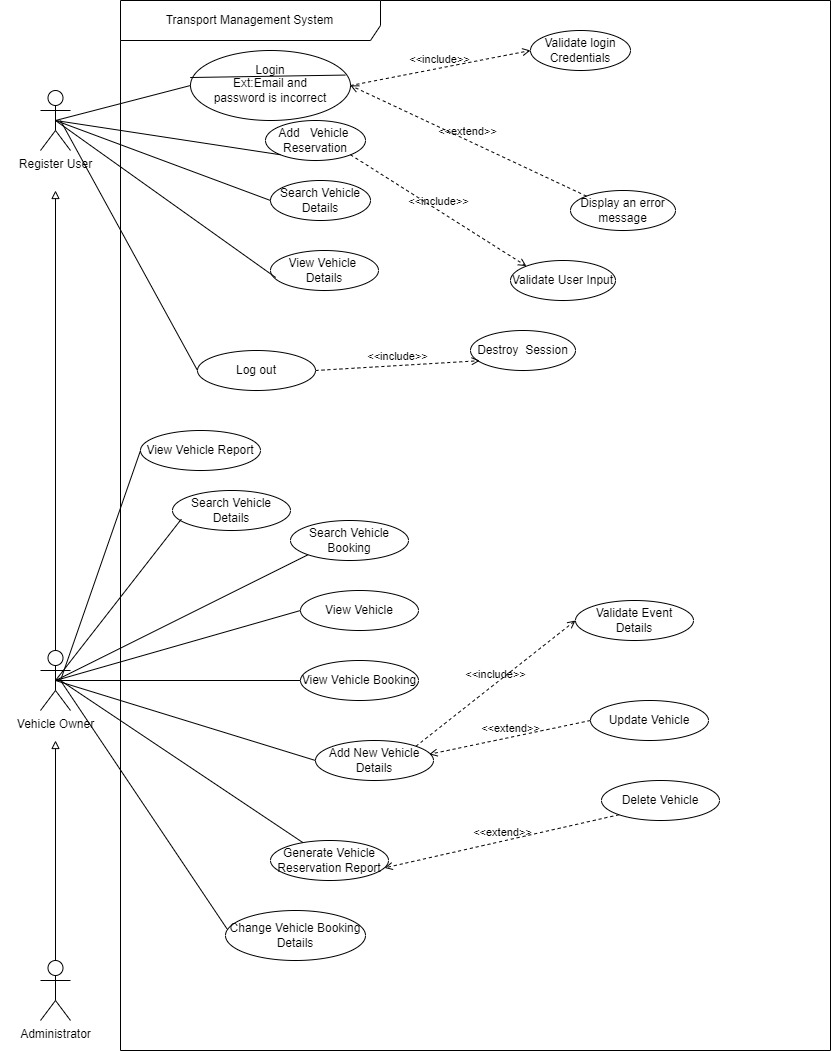 Transport Management System
Login
Ext:Email and
password is incorrect
<<include>>
Validate login
Credentials
Register User
Add Vehicle
Reservation
<<extend>>
Display an error
message
Search Vehicle
Details
<<include>>
View Vehicle
Details
Validate User Input
Log out
<<include>>
Destroy Session
View Vehicle Report
Search Vehicle
Details
Search Vehicle
Booking
View Vehicle
Validate Event
Details
<<include>>
View Vehicle Booking
Vehicle Owner
Add New Vehicle
Details
<<extend>>
Update Vehicle
Delete Vehicle
<<extend>>
Generate Vehicle
Reservation Report
Change Vehicle Booking
Details
Administrator